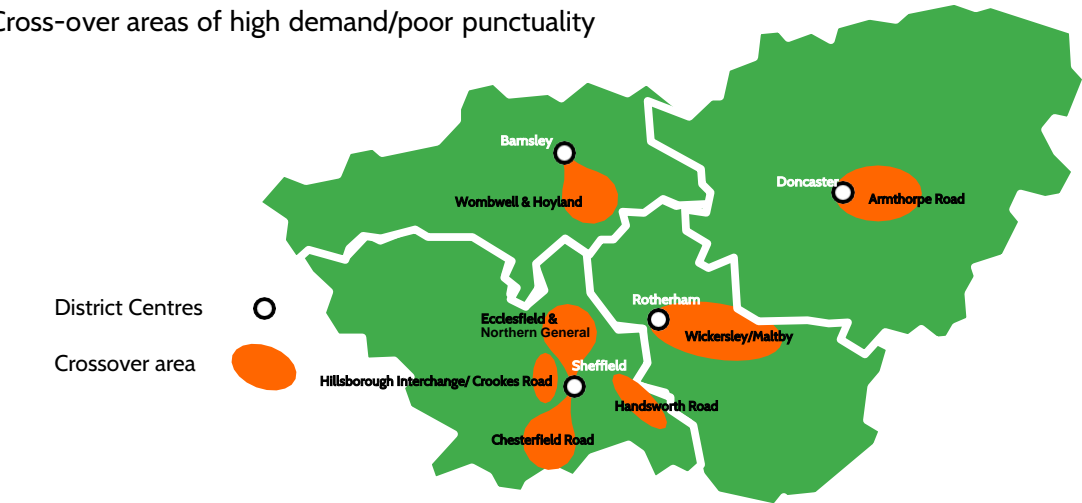 Cross-over areas of high demand/poor punctuality
Barnsley
Doncaster
Wombwell & Hoyland
Armthorpe Road
District Centres
Rotherham
Ecclesfield &
Northern General
Wickersley/Maltby
Crossover area
Sheffield
Hillsborough Interchange/ Crookes Road
Handsworth Road
Chesterfield Road